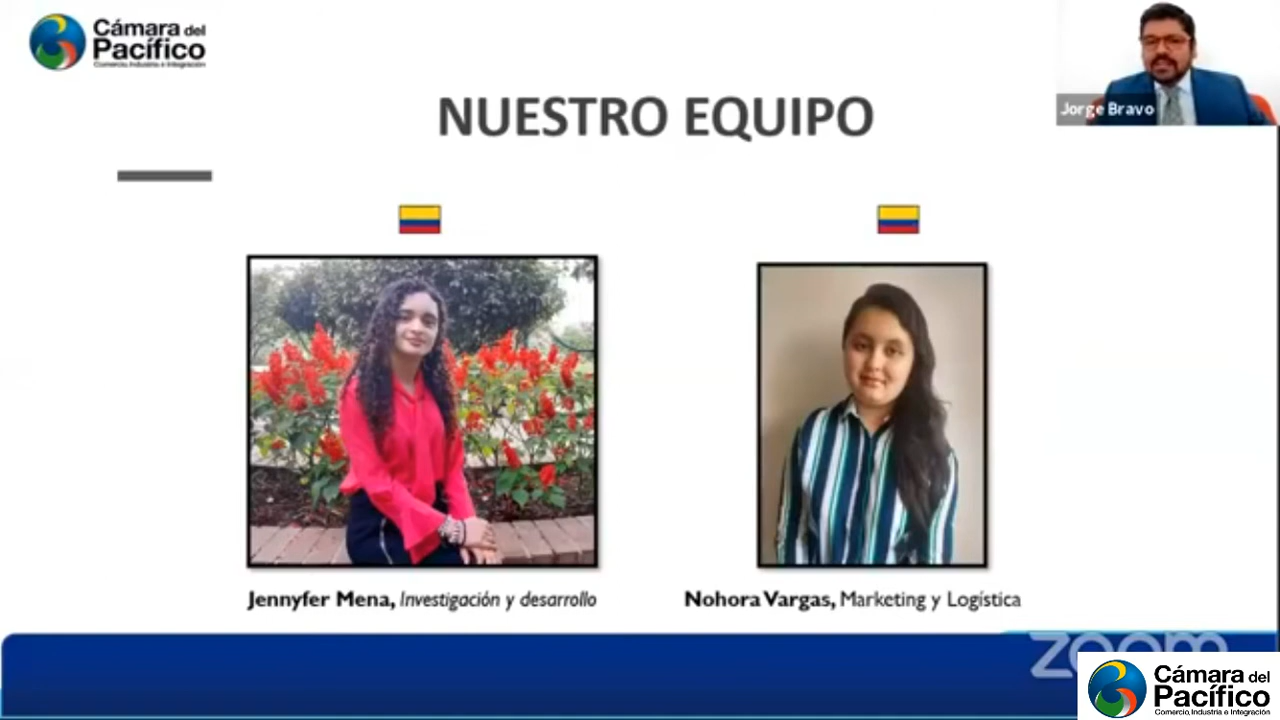 Cámara del
Pacífico
Comercio, Industria e Integración
Jorge Bravo
NUESTRO EQUIPO
Jennyfer Mena, Investigación y desarrollo
Nohora Vargas, Marketing y Logística
zoom
Cámara del
Pacífico
Comercio, Industria e Integración